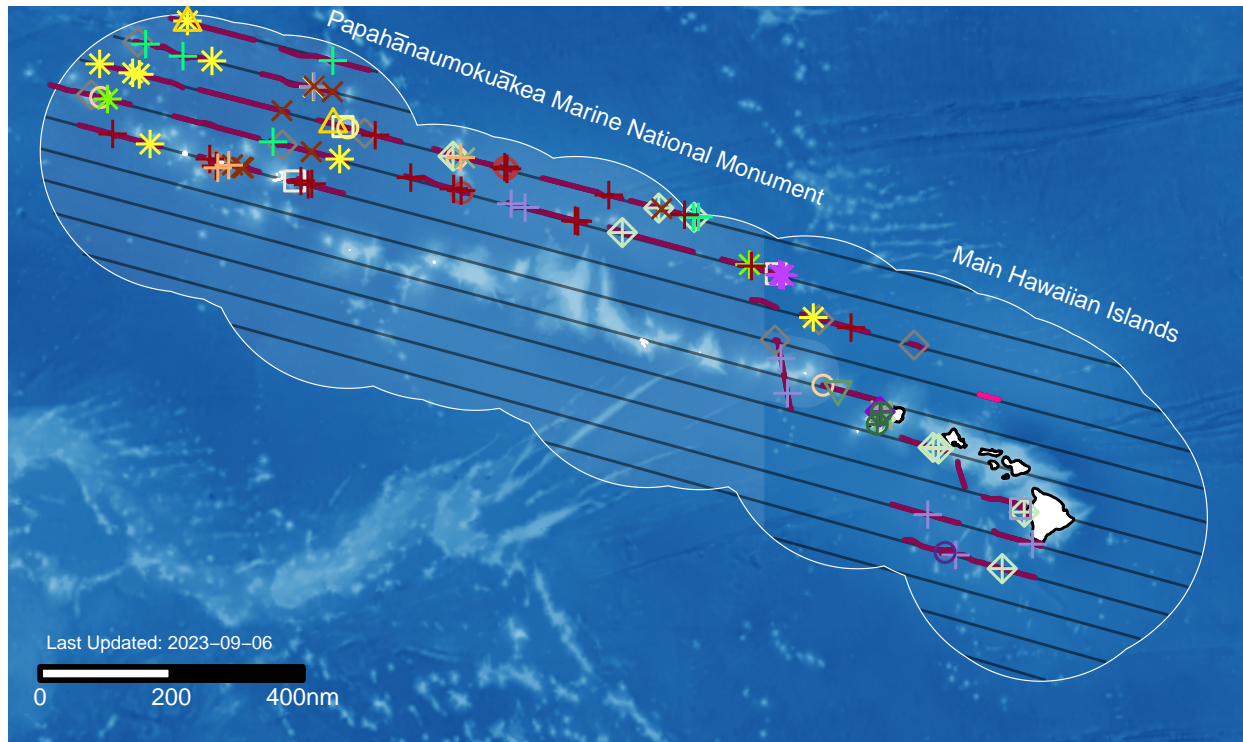 Papahānaumokuākea Marine National Monument
Main Hawaiian Islands
Last Updated: 2023−09−06
0 200 400nm